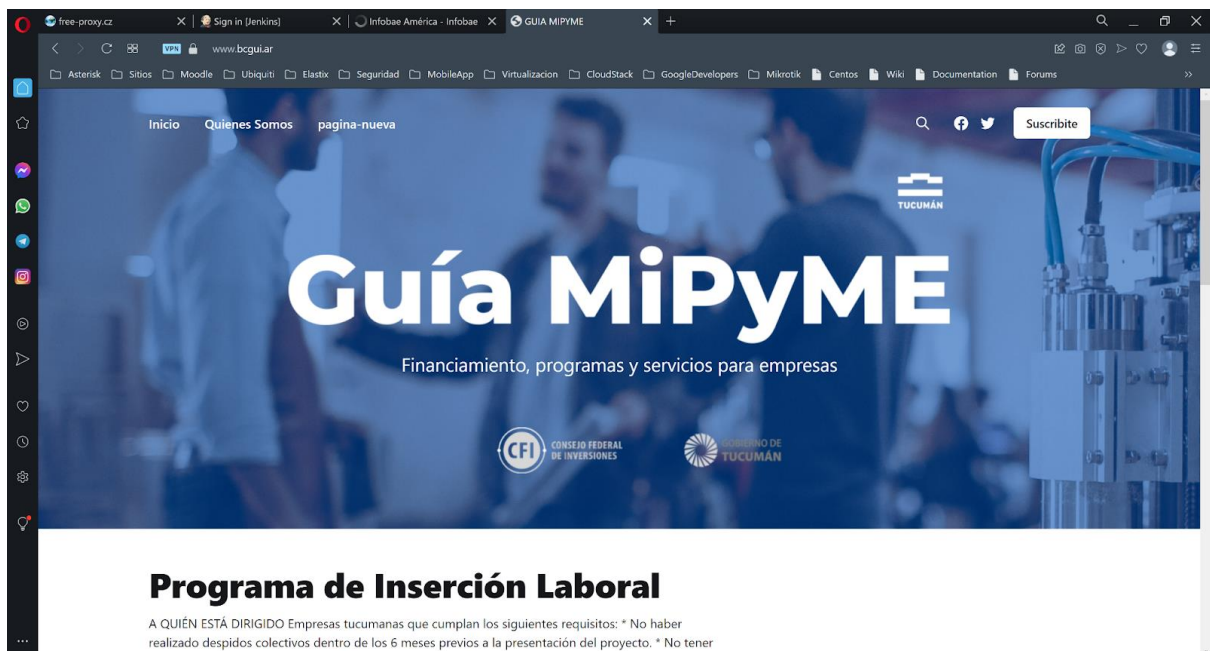 free-proxy.cz
Sign in [Jenkins]
Infobae América - Infobae
GUIA MIPYME
VPN
www.bcgui.ar
Asterisk Sitios Moodle Ubiquiti Elastix Seguridad MobileApp Virtualizacion CloudStack GoogleDevelopers Mikrotik Centos Wiki Documentation Forums
Inicio Quienes Somos pagina-nueva Suscribite
TUCUMÁN
Guía MiPyME
Financiamiento, programas y servicios para empresas
CFI CONSEJO FEDERAL
DE INVERSIONES
GOBIERNO DE
TUCUMÁN
Programa de Inserción Laboral
A QUIÉN ESTÁ DIRIGIDO Empresas tucumanas que cumplan los siguientes requisitos: * No haber
realizado despidos colectivos dentro de los 6 meses previos a la presentación del proyecto. * No tener